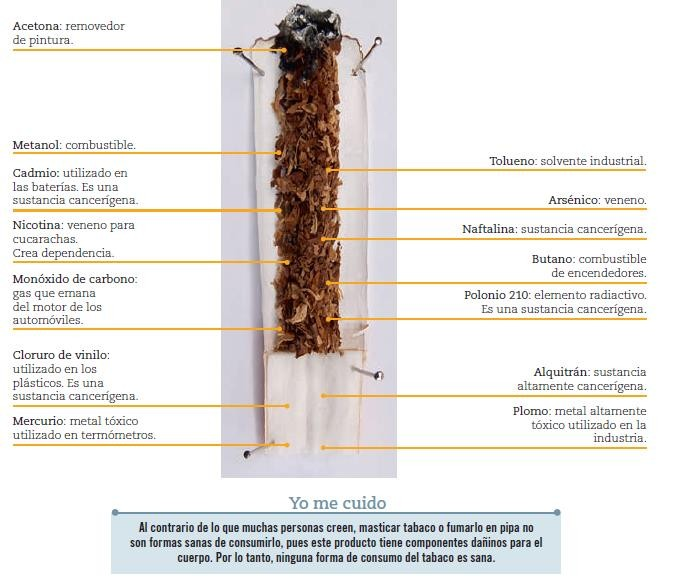 Acetona: removedor
de pintura.
Metanol: combustible.
Cadmio: utilizado en
las baterías. Es una
sustancia cancerígena.
Nicotina: veneno para
cucarachas.
Crea dependencia.
Monóxido de carbono:
gas que emana
del motor de los
automóviles.
Cloruro de vinilo:
utilizado en los
plásticos. Es una
sustancia cancerígena.
Mercurio: metal tóxico
utilizado en termómetros.
Tolueno: solvente industrial.
Arsénico: veneno.
Naftalina: sustancia cancerígena.
Butano: combustible
de encendedores.
Polonio 210: elemento radiactivo.
Es una sustancia cancerígena.
Alquitrán: sustancia
altamente cancerígena.
Plomo: metal altamente
tóxico utilizado en la
industria.
Yo me cuido
Al contrario de lo que muchas personas creen, masticar tabaco o fumarlo en pipa no
son formas sanas de consumirlo, pues este producto tiene componentes dañinos para el
cuerpo. Por lo tanto, ninguna forma de consumo del tabaco es sana.